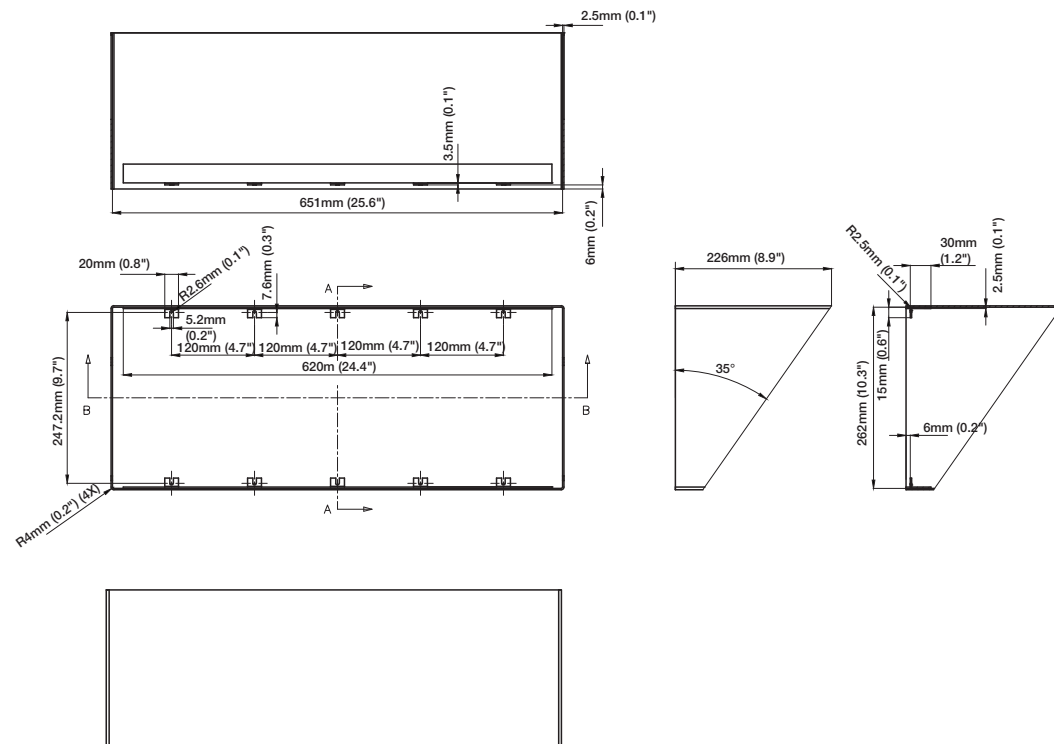 2.5mm (0.1")
3.5mm (0.1")
651mm (25.6")
6mm (0.2")
20mm (0.8")
R2.6mm (0.1")
7.6mm (0.3")
A
5.2mm
(0.2")
120mm (4.7")
120mm (4.7")
120mm (4.7")
120mm (4.7")
620m (24.4")
247.2mm (9.7")
B
B
R4mm (0.2") (4X)
A
226mm (8.9")
35°
R2.5mm (0.1")
30mm
(1.2")
2.5mm (0.1")
15mm (0.6")
262mm (10.3")
6mm (0.2")